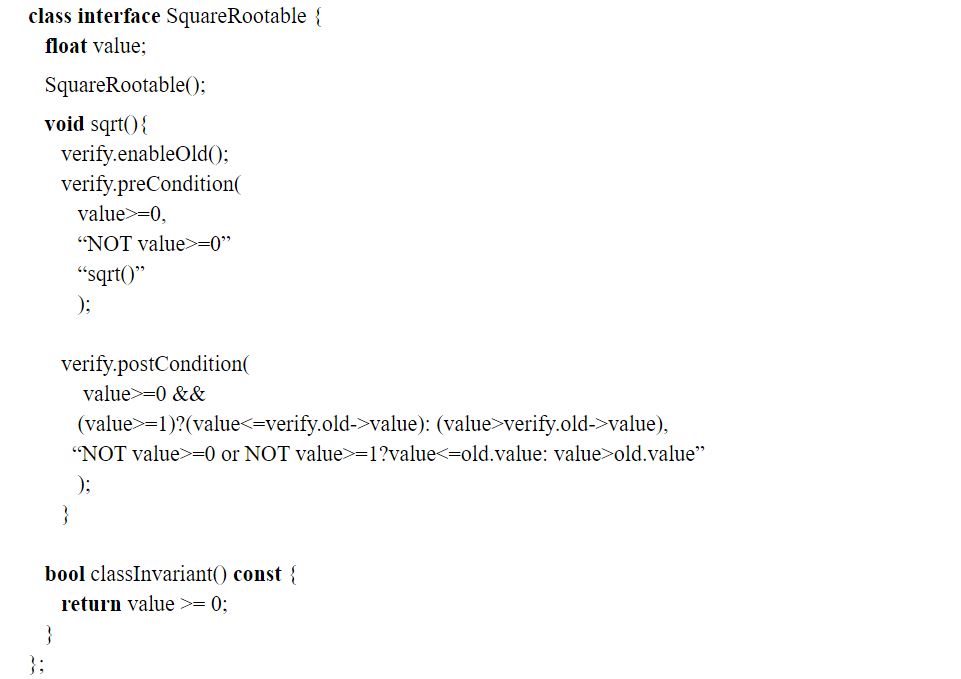 class interface SquareRootable {
float value;
SquareRootable();
void sqrt(){
verify.enableOld();
verify.preCondition(
value>=0,
“NOT value>=0”
“sqrt()”
);
verify.postCondition(
value>=0 &&
(value>=1)?(value<=verify.old->value): (value>verify.old->value),
“NOT value>=0 or NOT value>=1?value<=old.value: value>old.value”
);
}
bool classInvariant() const {
return value >= 0;
}
};